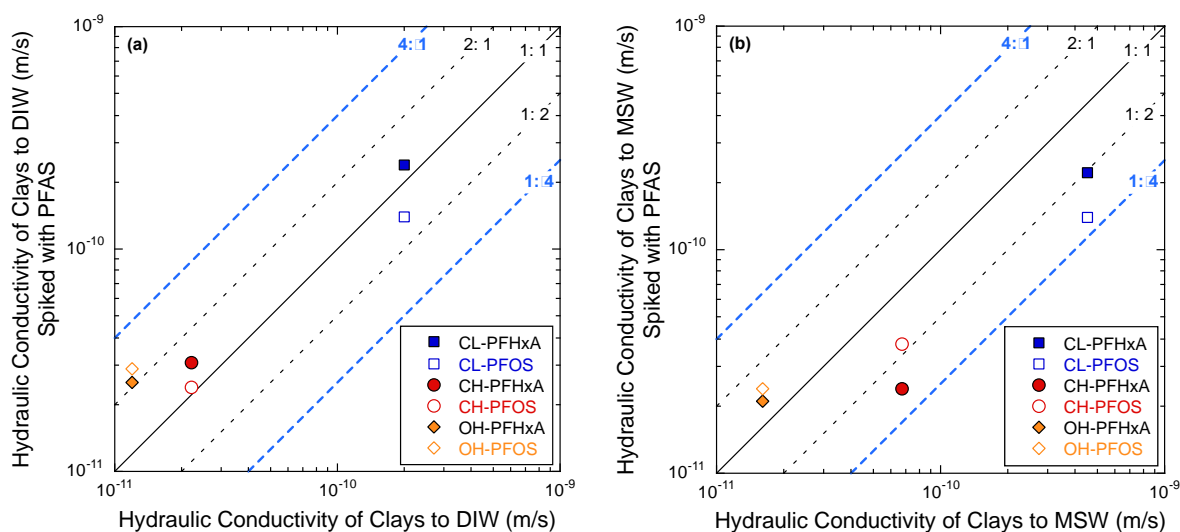 (a)
4: 1
2: 1
1: 1
1: 2
1: 4
10⁻⁹
10⁻¹⁰
10⁻¹¹
Hydraulic Conductivity of Clays to DIW (m/s)
Spiked with PFAS
CL-PFHxA
CL-PFOS
CH-PFHxA
CH-PFOS
OH-PFHxA
OH-PFOS
10⁻¹¹ 10⁻¹⁰ 10⁻⁹
Hydraulic Conductivity of Clays to DIW (m/s)
(b)
4: 1
2: 1
1: 1
1: 2
1: 4
10⁻⁹
10⁻¹⁰
10⁻¹¹
Hydraulic Conductivity of Clays to MSW (m/s)
Spiked with PFAS
CL-PFHxA
CL-PFOS
CH-PFHxA
CH-PFOS
OH-PFHxA
OH-PFOS
10⁻¹¹ 10⁻¹⁰ 10⁻⁹
Hydraulic Conductivity of Clays to MSW (m/s)